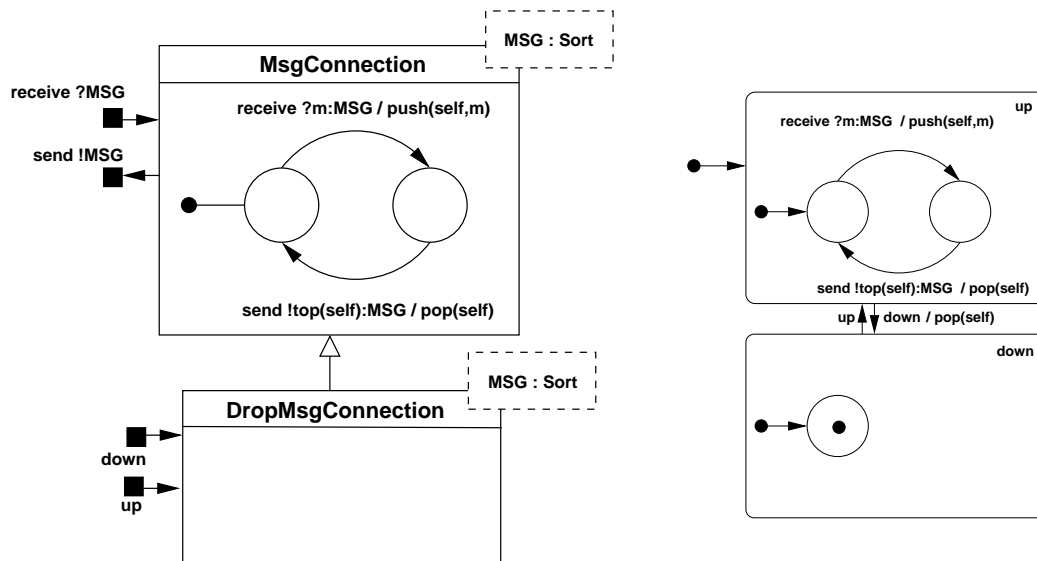 MSG : Sort
MsgConnection
receive ?MSG
send !MSG
receive ?m:MSG / push(self,m)
send !top(self):MSG / pop(self)
MSG : Sort
DropMsgConnection
down
up
up
receive ?m:MSG / push(self,m)
send !top(self):MSG / pop(self)
up
down / pop(self)
down